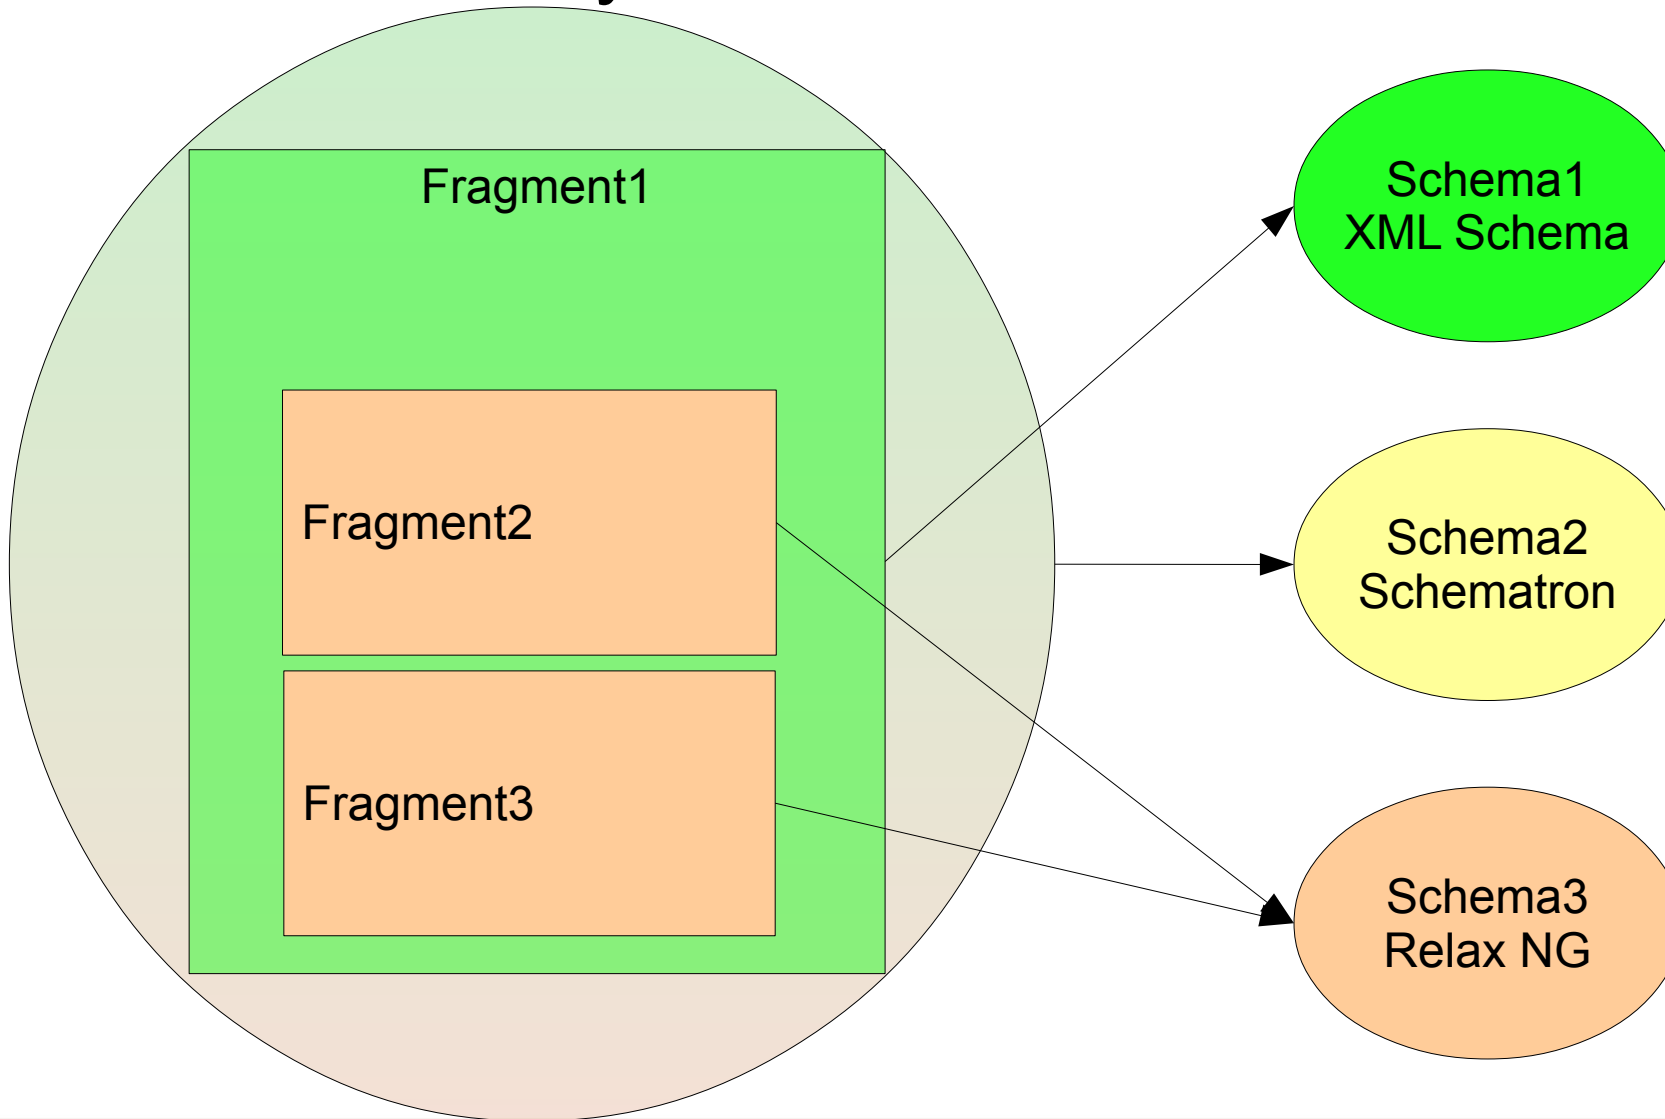 Fragment1
Fragment2
Fragment3
Schema1
XML Schema
Schema2
Schematron
Schema3
Relax NG